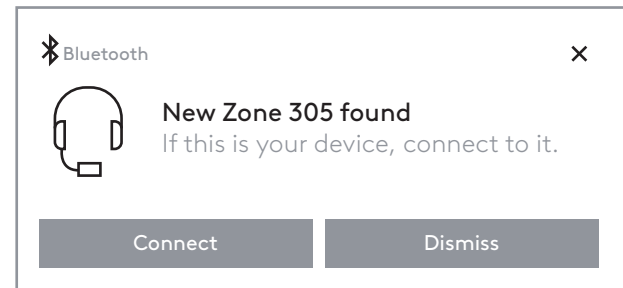 Bluetooth
New Zone 305 found
If this is your device, connect to it.
Connect
Dismiss